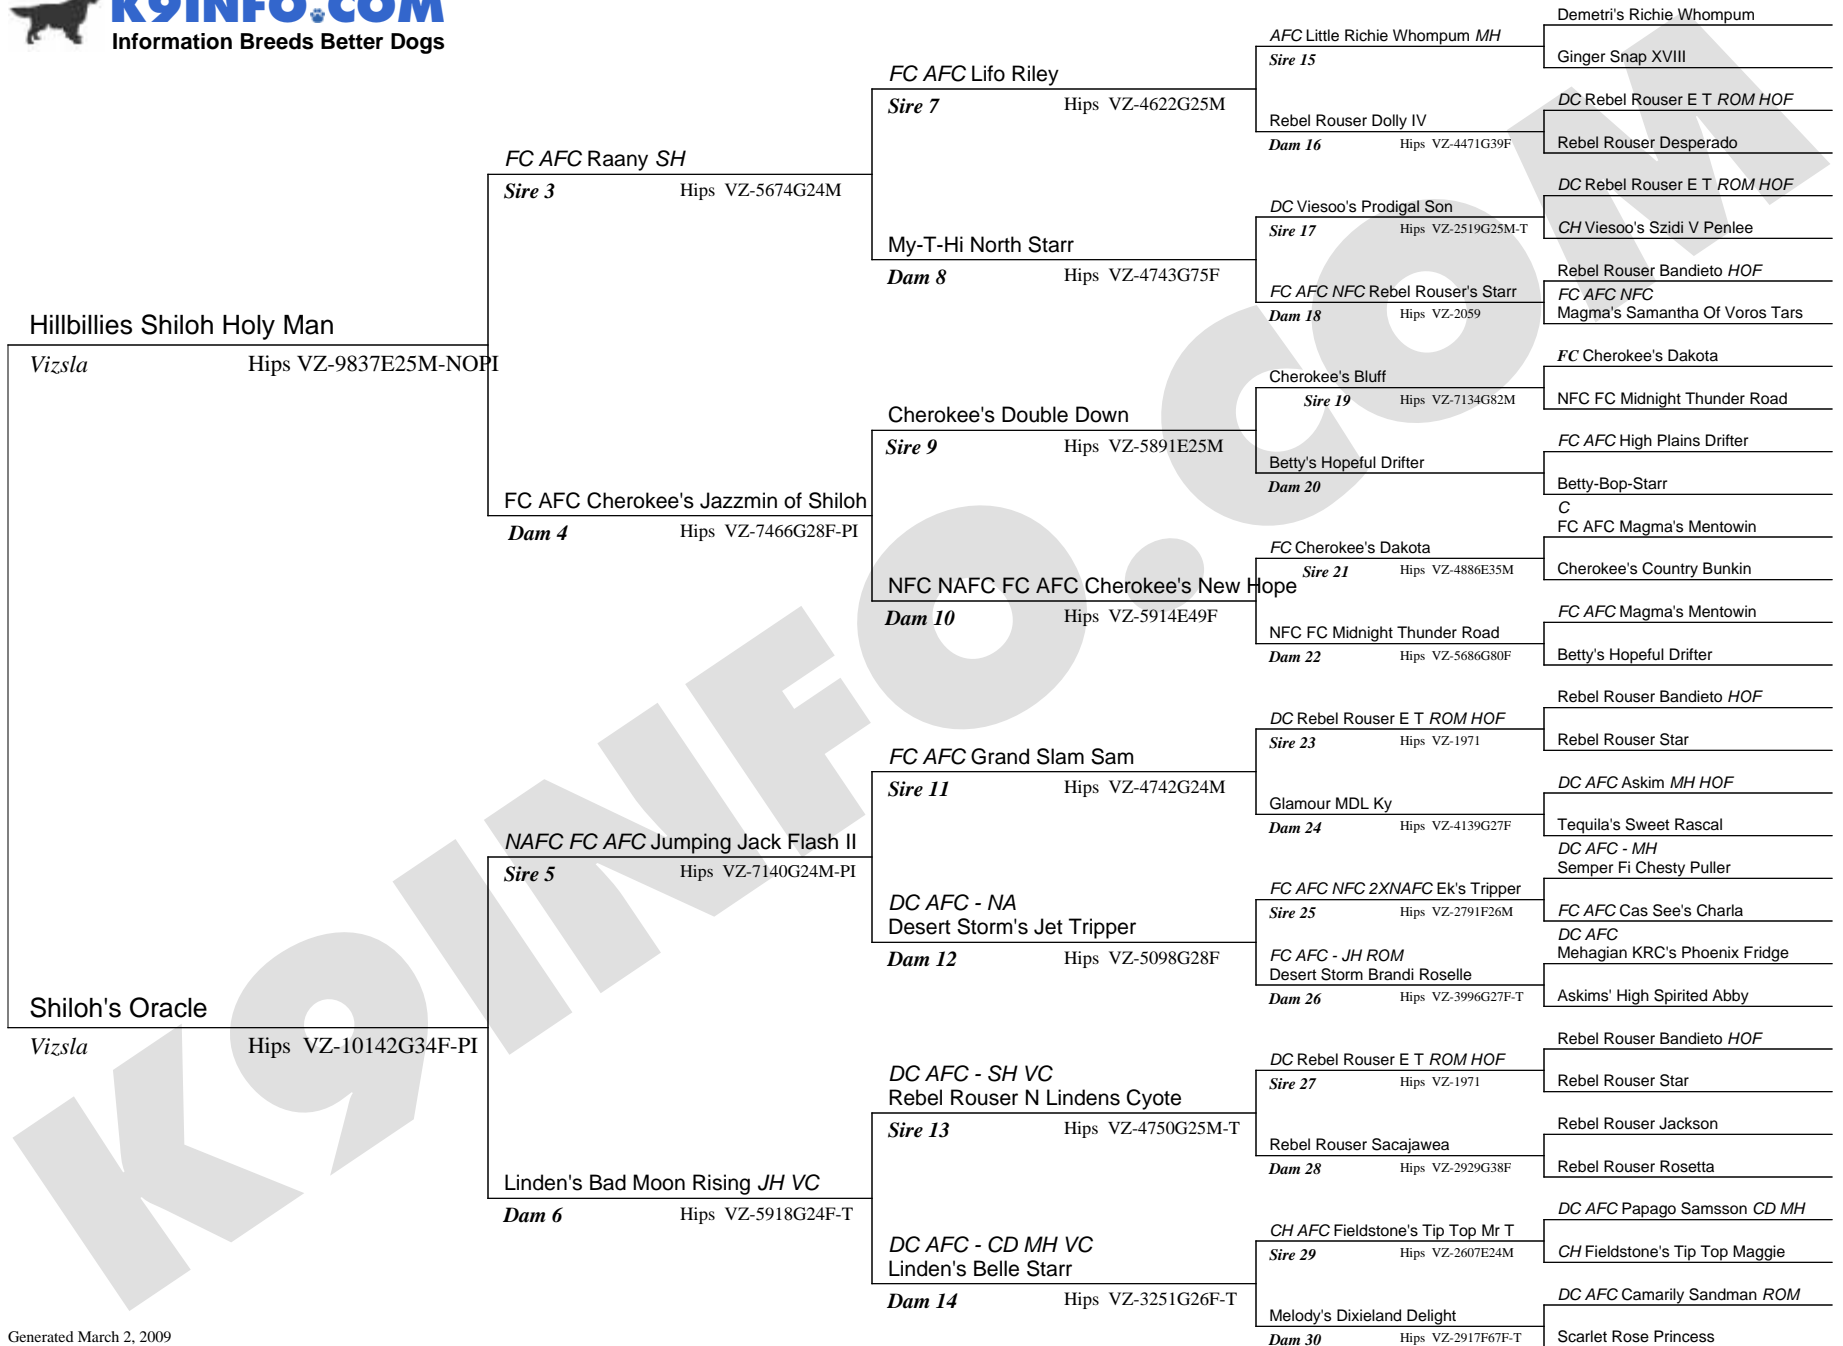 K9INFO.COM
Information Breeds Better Dogs
Hillbillies Shiloh Holy Man
Vizsla Hips VZ-9837E25M-NOPI
Shiloh's Oracle
Vizsla Hips VZ-10142G34F-PI
FC AFC Raany SH
Sire 3 Hips VZ-5674G24M
FC AFC Cherokee's Jazzmin of Shiloh
Dam 4 Hips VZ-7466G28F-PI
NAFC FC AFC Jumping Jack Flash II
Sire 5 Hips VZ-7140G24M-PI
Linden's Bad Moon Rising JH VC
Dam 6 Hips VZ-5918G24F-T
FC AFC Lifo Riley
Sire 7 Hips VZ-4622G25M
My-T-Hi North Starr
Dam 8 Hips VZ-4743G75F
Cherokee's Double Down
Sire 9 Hips VZ-5891E25M
NFC NAFC FC AFC Cherokee's New Hope
Dam 10 Hips VZ-5914E49F
FC AFC Grand Slam Sam
Sire 11 Hips VZ-4742G24M
DC AFC - NA
Desert Storm's Jet Tripper
Dam 12 Hips VZ-5098G28F
DC AFC - SH VC
Rebel Rouser N Lindens Cyote
Sire 13 Hips VZ-4750G25M-T
DC AFC - CD MH VC
Linden's Belle Starr
Dam 14 Hips VZ-3251G26F-T
AFC Little Richie Whompum MH
Sire 15
Rebel Rouser Dolly IV
Dam 16 Hips VZ-4471G39F
DC Viesoo's Prodigal Son
Sire 17 Hips VZ-2519G25M-T
FC AFC NFC Rebel Rouser's Starr
Dam 18 Hips VZ-2059
Cherokee's Bluff
Sire 19 Hips VZ-7134G82M
Betty's Hopeful Drifter
Dam 20
FC Cherokee's Dakota
Sire 21 Hips VZ-4886E35M
NFC FC Midnight Thunder Road
Dam 22 Hips VZ-5686G80F
DC Rebel Rouser E T ROM HOF
Sire 23 Hips VZ-1971
Glamour MDL Ky
Dam 24 Hips VZ-4139G27F
FC AFC NFC 2XNAFC Ek's Tripper
Sire 25 Hips VZ-2791F26M
FC AFC - JH ROM
Desert Storm Brandi Roselle
Dam 26 Hips VZ-3996G27F-T
DC Rebel Rouser E T ROM HOF
Sire 27 Hips VZ-1971
Rebel Rouser Sacajawea
Dam 28 Hips VZ-2929G38F
CH AFC Fieldstone's Tip Top Mr T
Sire 29 Hips VZ-2607E24M
Melody's Dixieland Delight
Dam 30 Hips VZ-2917F67F-T
Demetri's Richie Whompum
Ginger Snap XVIII
DC Rebel Rouser E T ROM HOF
Rebel Rouser Desperado
DC Rebel Rouser E T ROM HOF
CH Viesoo's Szidi V Penlee
Rebel Rouser Bandieto HOF
FC AFC NFC
Magma's Samantha Of Voros Tars
FC Cherokee's Dakota
NFC FC Midnight Thunder Road
FC AFC High Plains Drifter
Betty-Bop-Starr
C
FC AFC Magma's Mentowin
Cherokee's Country Bunkin
FC AFC Magma's Mentowin
Betty's Hopeful Drifter
Rebel Rouser Bandieto HOF
Rebel Rouser Star
DC AFC Askim MH HOF
Tequila's Sweet Rascal
DC AFC - MH
Semper Fi Chesty Puller
FC AFC Cas See's Charla
DC AFC
Mehagian KRC's Phoenix Fridge
Askims' High Spirited Abby
Rebel Rouser Bandieto HOF
Rebel Rouser Star
Rebel Rouser Jackson
Rebel Rouser Rosetta
DC AFC Papago Samsson CD MH
CH Fieldstone's Tip Top Maggie
DC AFC Camarily Sandman ROM
Scarlet Rose Princess
Generated March 2, 2009
K9INFO.COM